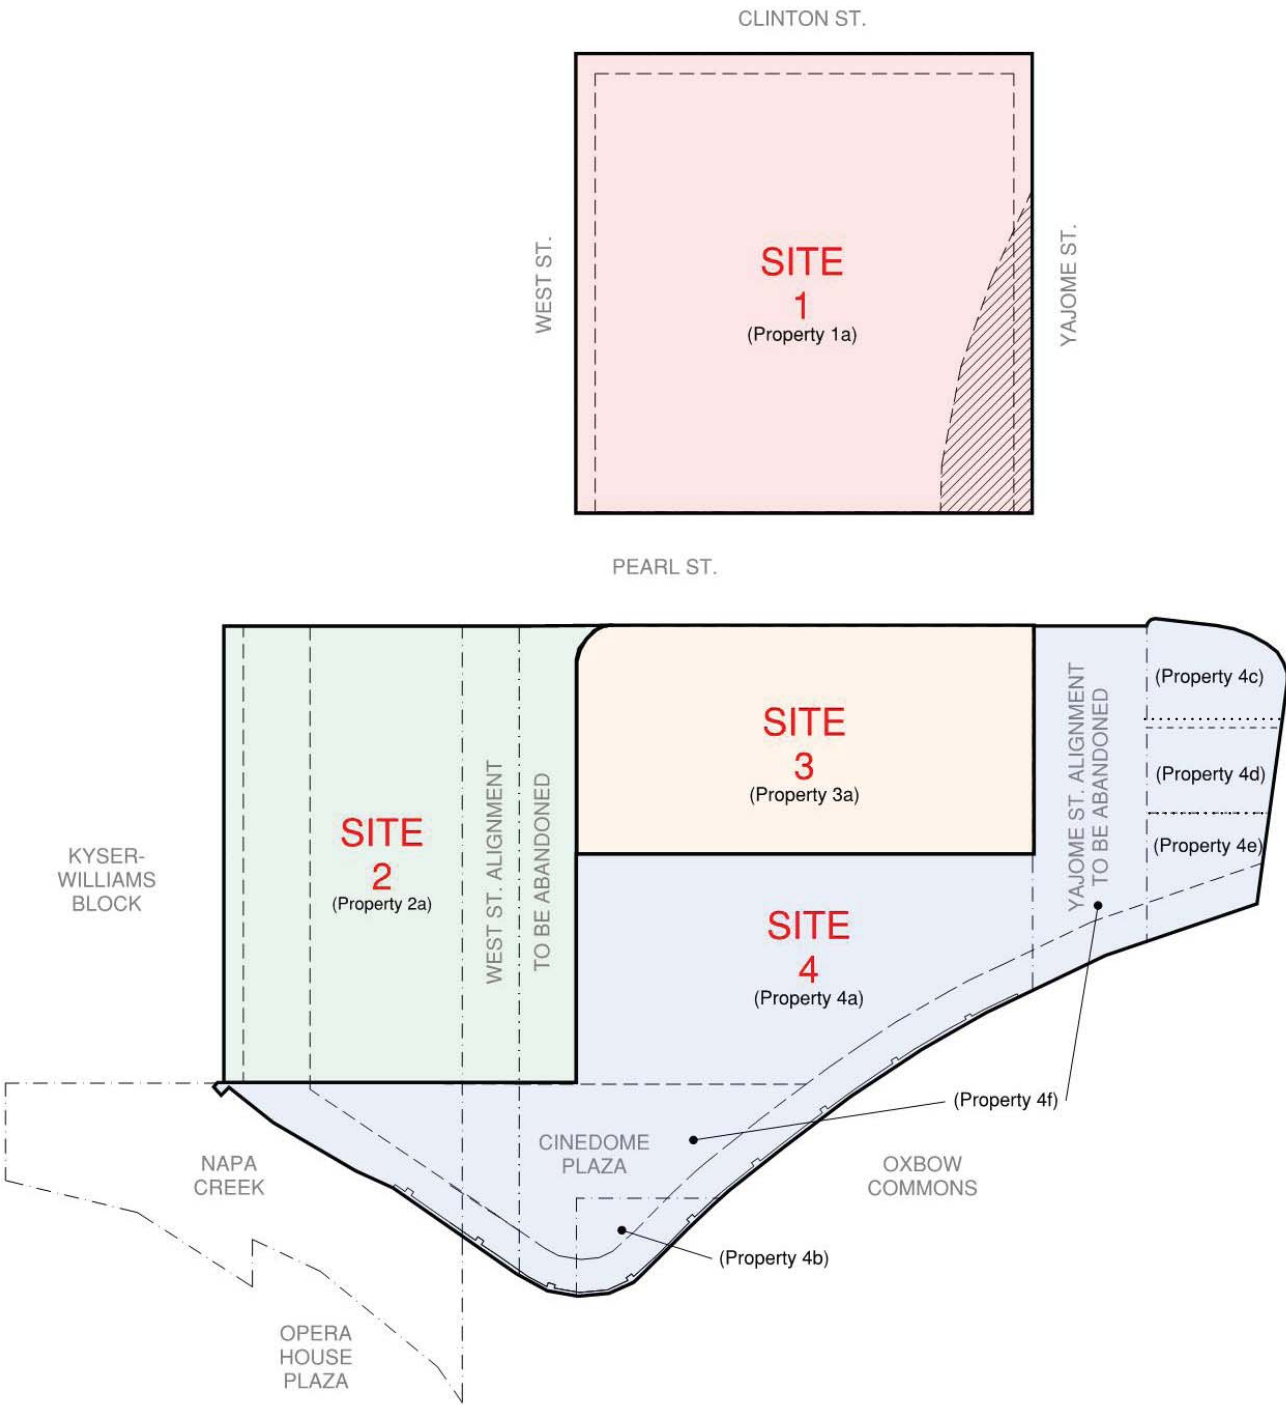 CLINTON ST.
WEST ST.
SITE
1
(Property 1a)
YAJOME ST.
PEARL ST.
KYSER-
WILLIAMS
BLOCK
SITE
2
(Property 2a)
WEST ST. ALIGNMENT
TO BE ABANDONED
SITE
3
(Property 3a)
YAJOME ST. ALIGNMENT
TO BE ABANDONED
(Property 4c)
(Property 4d)
(Property 4e)
SITE
4
(Property 4a)
(Property 4f)
CINEDOME
PLAZA
NAPA
CREEK
OXBOW
COMMONS
(Property 4b)
OPERA
HOUSE
PLAZA